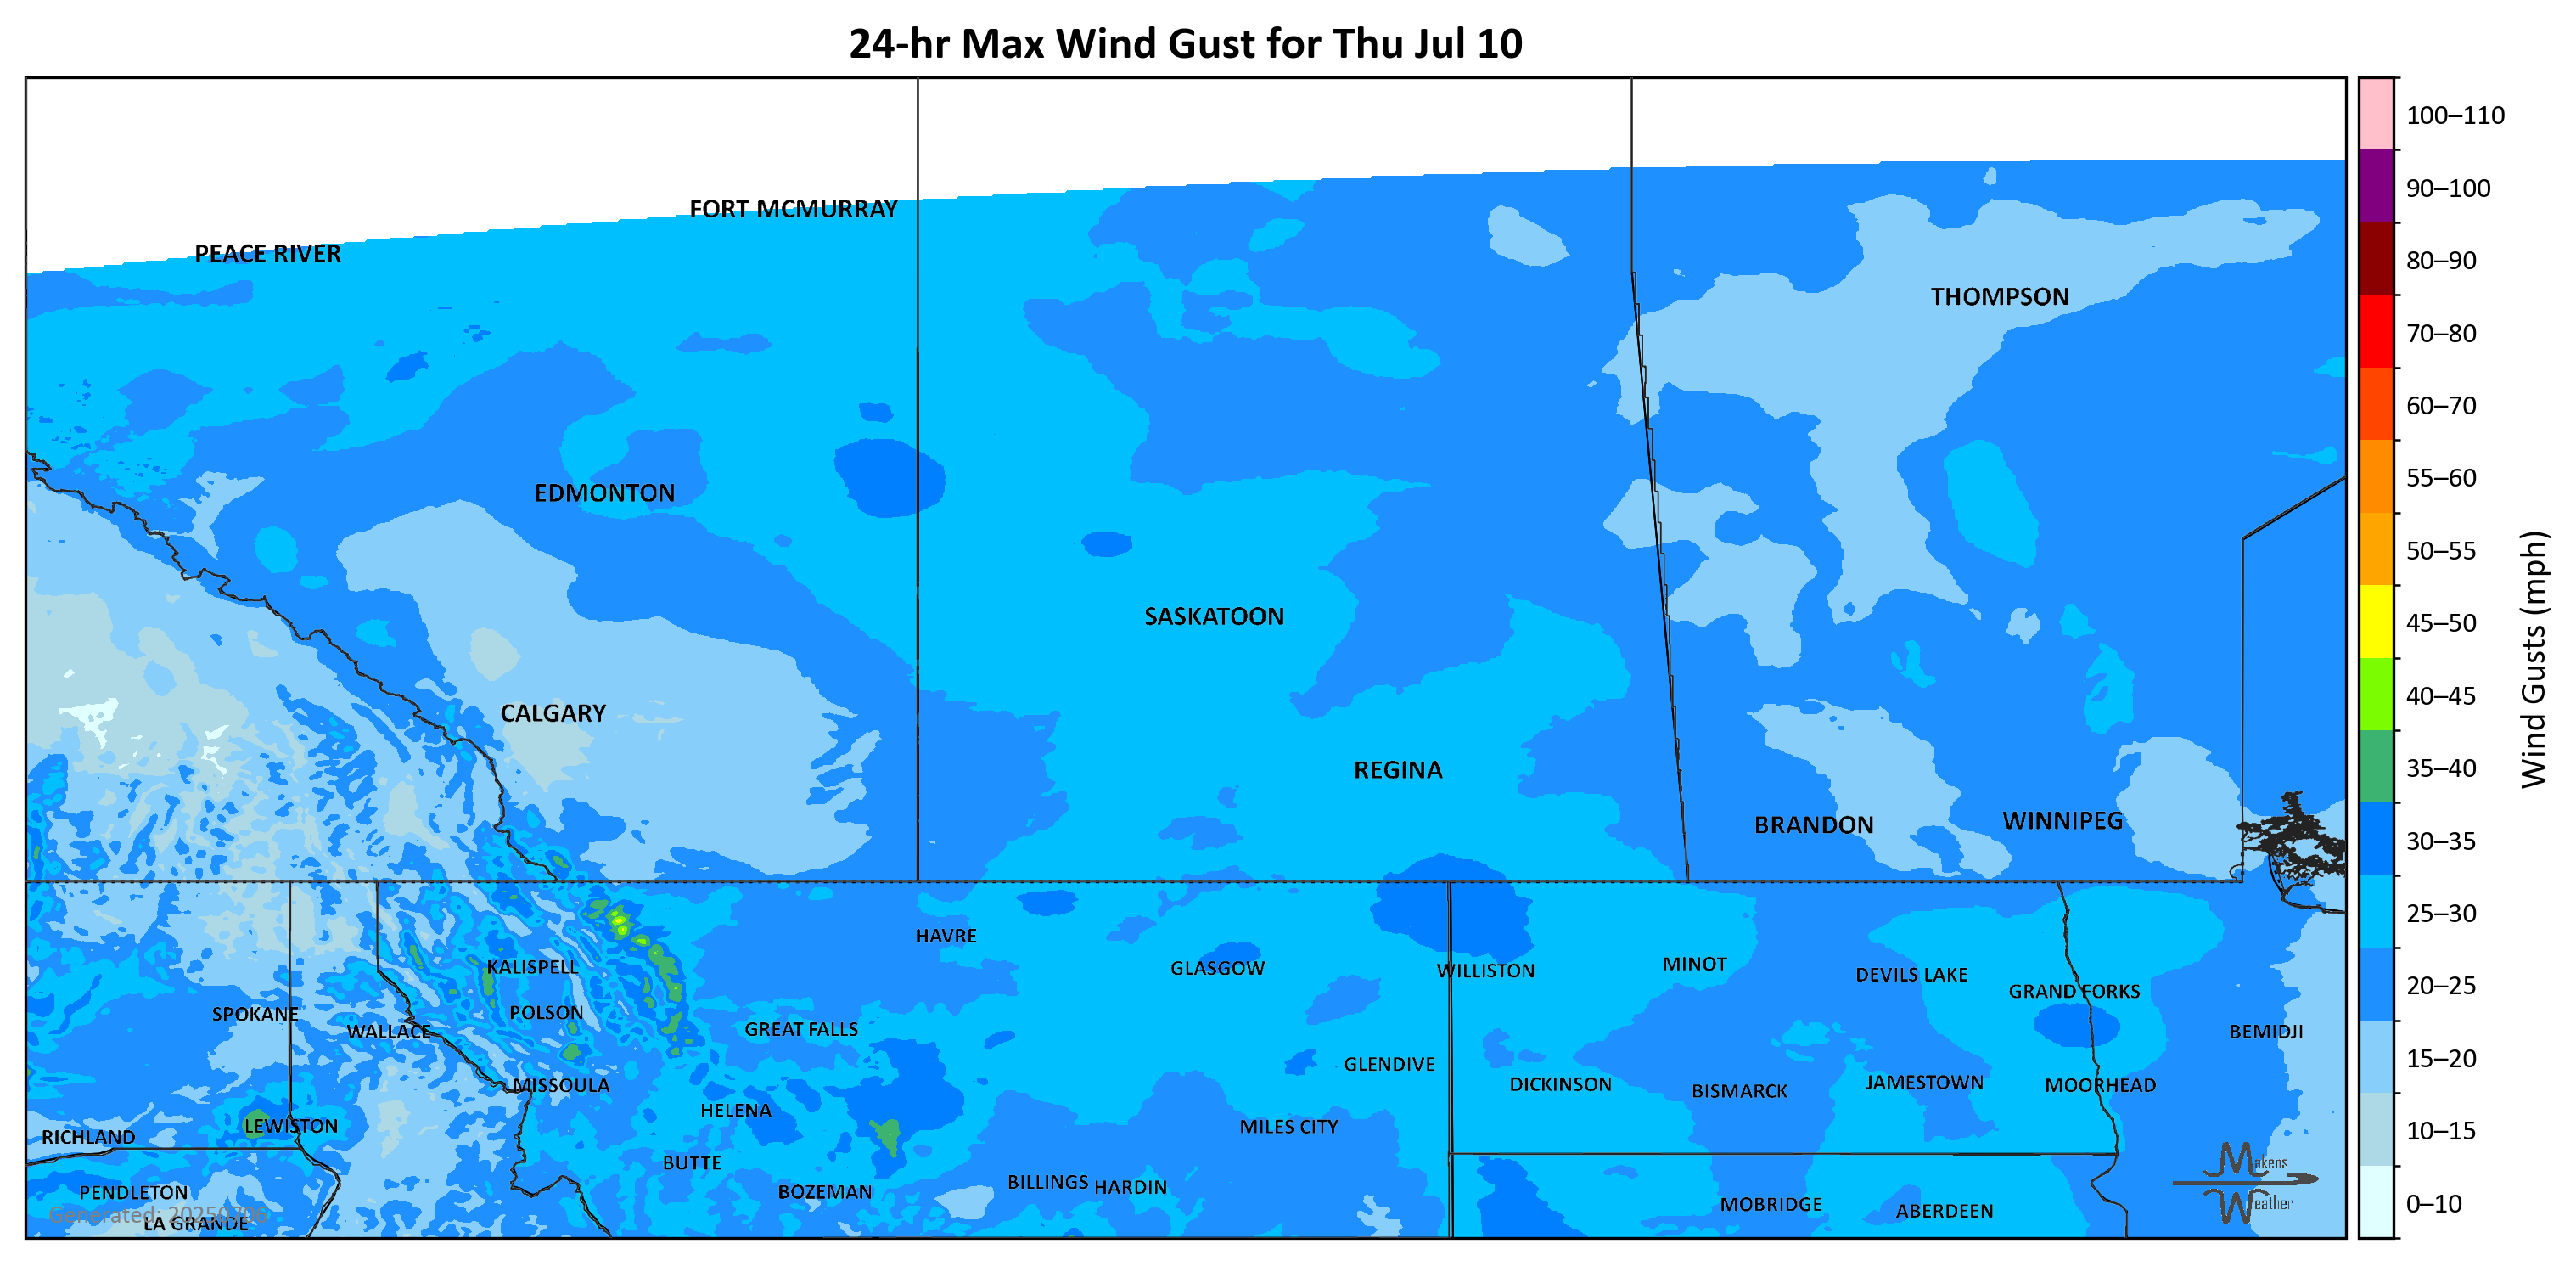 24-hr Max Wind Gust for Thu Jul 10
FORT MCMURRAY
PEACE RIVER
THOMPSON
EDMONTON
SASKATOON
CALGARY
REGINA
BRANDON
WINNIPEG
HAVRE
KALISPELL
GLASGOW
WILLISTON
MINOT
DEVILS LAKE
GRAND FORKS
SPOKANE
POLSON
WALLACE
GREAT FALLS
BEMIDJI
GLENDIVE
MISSOULA
DICKINSON
BISMARCK
JAMESTOWN
MOORHEAD
HELENA
LEWISTON
MILES CITY
RICHLAND
BUTTE
BILLINGS
HARDIN
PENDLETON
BOZEMAN
MOBRIDGE
ABERDEEN
Generated: 20250706
LA GRANDE
Makens
Weather
100–110
90–100
80–90
70–80
60–70
55–60
50–55
45–50
40–45
35–40
30–35
25–30
20–25
15–20
10–15
0–10
Wind Gusts (mph)